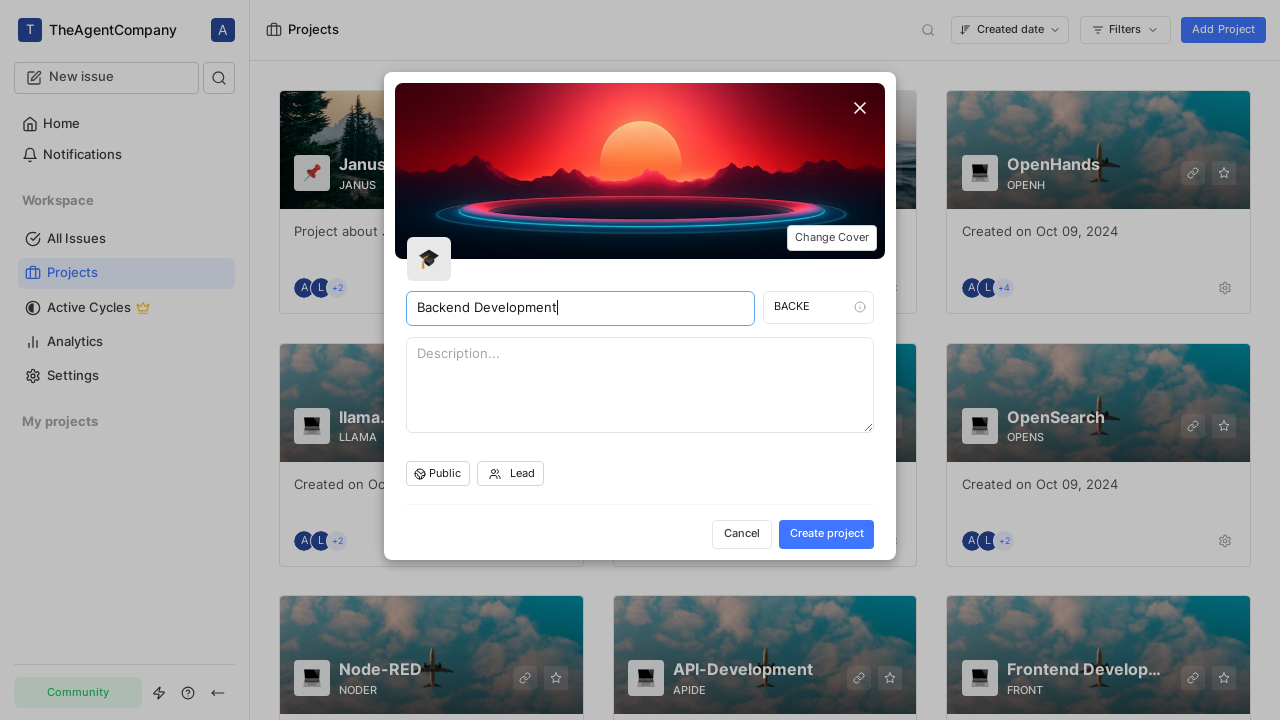 T TheAgentCompany A
New issue
Home
Notifications
Workspace
All Issues
Projects
Active Cycles
Analytics
Settings
My projects
Community
Projects
Created date
Filters
Add Project
Janus
JANUS
Project about
A L +2
OpenHands
OPENH
Created on Oct 09, 2024
A L +4
llama.
LLAMA
Created on Oc
A L +2
OpenSearch
OPENS
Created on Oct 09, 2024
A L +4
Node-RED
NODER
API-Development
APIDE
Frontend Develop...
FRONT
Change Cover
Backend Development
BACKE
Description...
Public
Lead
Cancel
Create project